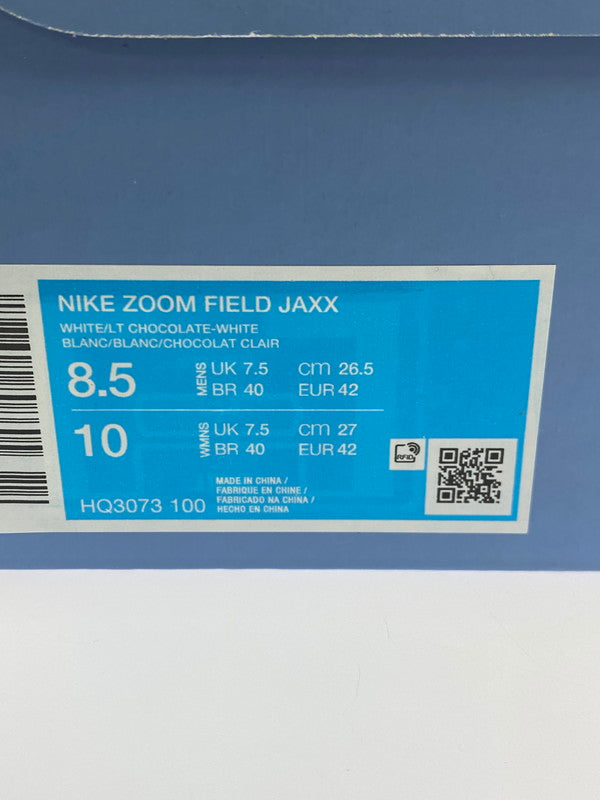 NIKE ZOOM FIELD JAXX
WHITE/LT CHOCOLATE-WHITE
BLANC/BLANC/CHOCOLAT CLAIR
8.5 MENS UK 7.5 cm 26.5
BR 40 EUR 42
10 WMNS UK 7.5 cm 27
BR 40 EUR 42
RFID
MADE IN CHINA /
FABRIQUE EN CHINE /
FABRICADO NA CHINA /
HECHO EN CHINA
HQ3073 100